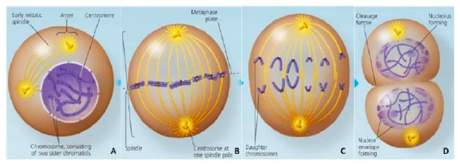 Early mitotic
spindle
Aster
Centromere
Chromosome, consisting
of two sister chromatids
A
Metaphase
plate
Spindle
Centrosome at
one spindle pole
B
Daughter
chromosomes
C
Cleavage
furrow
Nucleolus
forming
Nuclear
envelope
forming
D